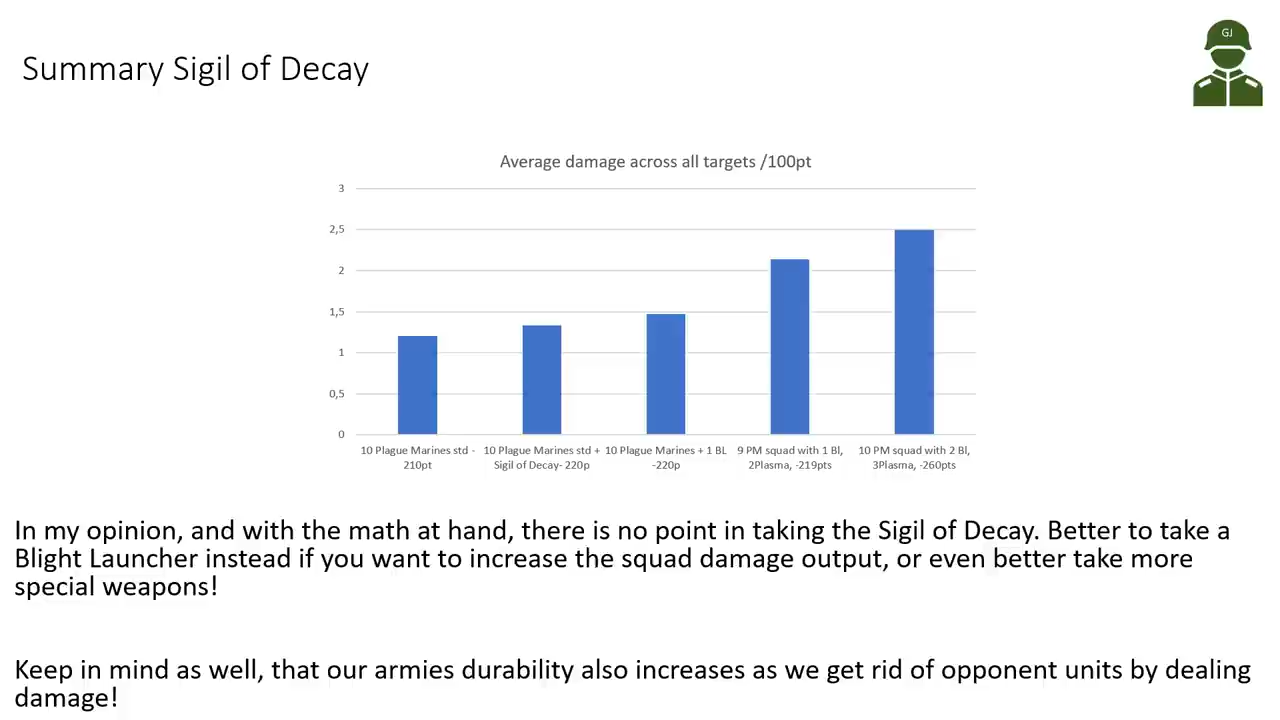 GJ
Summary Sigil of Decay
Average damage across all targets /100pt
3
2,5
2
1,5
1
0,5
0
10 Plague Marines std -
210pt
10 Plague Marines std +
Sigil of Decay- 220p
10 Plague Marines + 1 BL
-220p
9 PM squad with 1 Bl,
2Plasma, -219pts
10 PM squad with 2 Bl,
3Plasma, -260pts
In my opinion, and with the math at hand, there is no point in taking the Sigil of Decay. Better to take a
Blight Launcher instead if you want to increase the squad damage output, or even better take more
special weapons!
Keep in mind as well, that our armies durability also increases as we get rid of opponent units by dealing
damage!